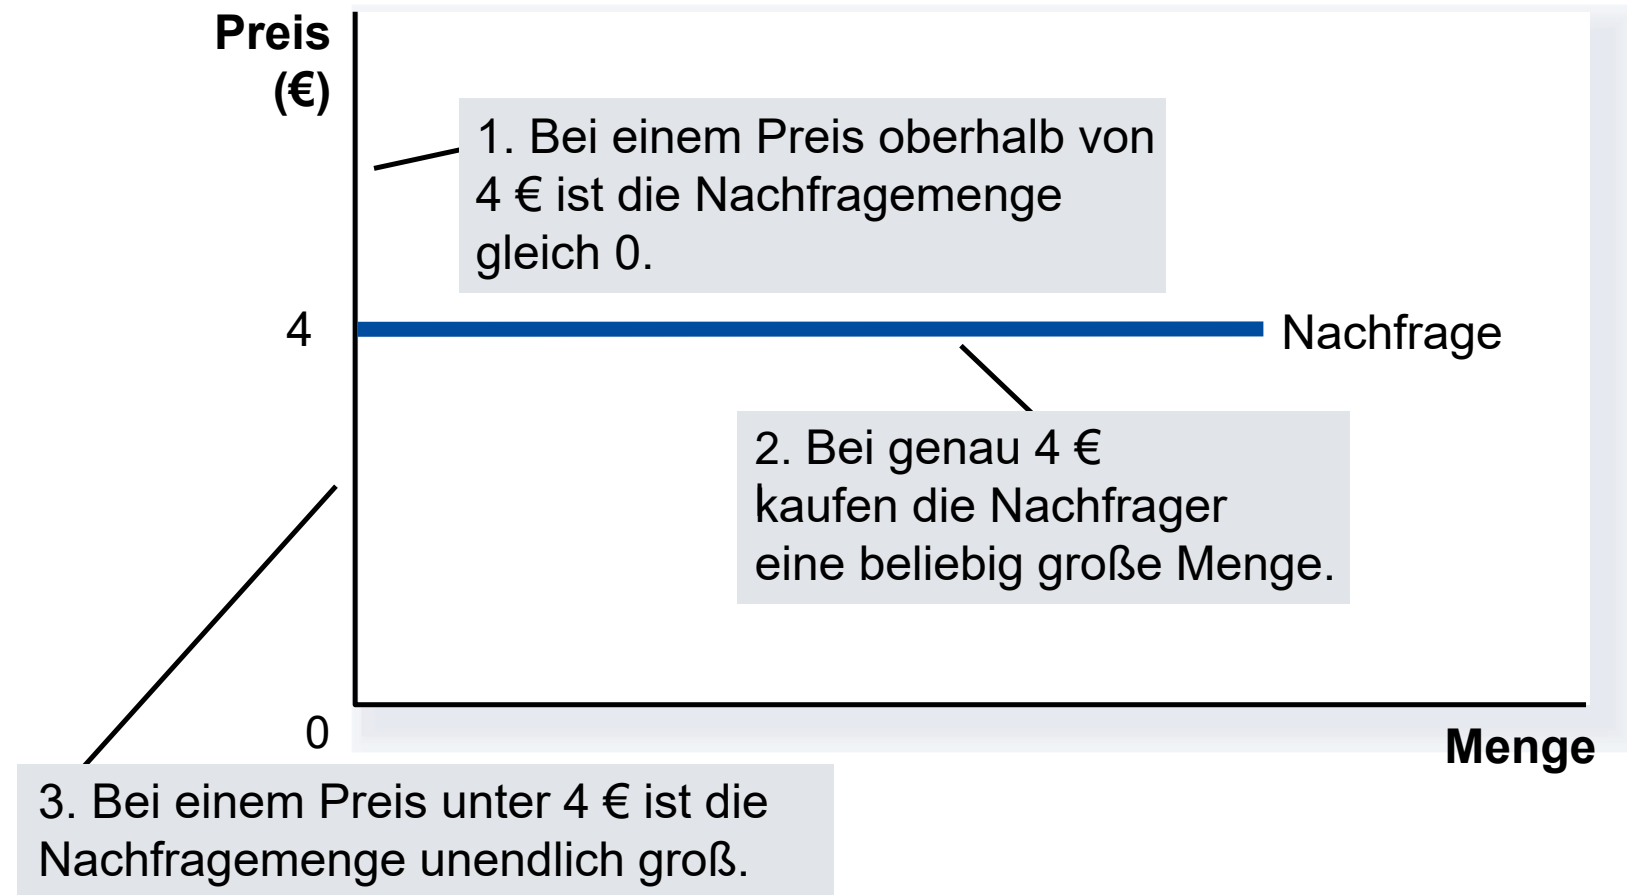 Preis
(€)
1. Bei einem Preis oberhalb von
4 € ist die Nachfragemenge
gleich 0.
4
Nachfrage
2. Bei genau 4 €
kaufen die Nachfrager
eine beliebig große Menge.
0
Menge
3. Bei einem Preis unter 4 € ist die
Nachfragemenge unendlich groß.